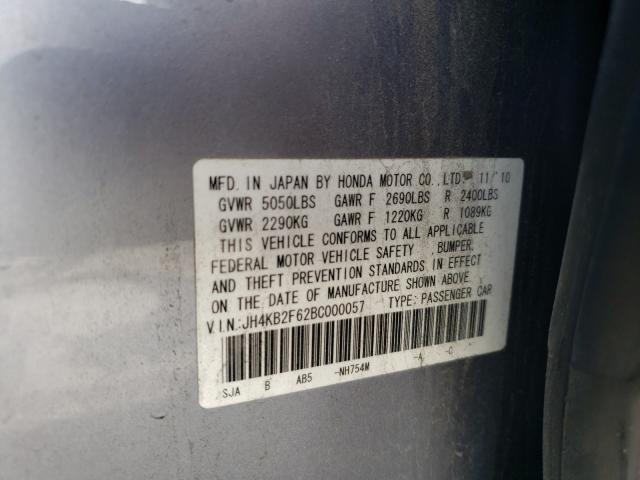 MFD. IN JAPAN BY HONDA MOTOR CO., LTD. 11/10
GVWR 5050LBS GAWR F 2690LBS R 2400LBS
GVWR 2290KG GAWR F 1220KG R 1089KG
THIS VEHICLE CONFORMS TO ALL APPLICABLE
FEDERAL MOTOR VEHICLE SAFETY ,BUMPER,
AND THEFT PREVENTION STANDARDS IN EFFECT
ON THE DATE OF MANUFACTURE SHOWN ABOVE.
V.I.N.:JH4KB2F62BC000057 TYPE: PASSENGER CAR
SJA B AB5 -NH754M -A -C-